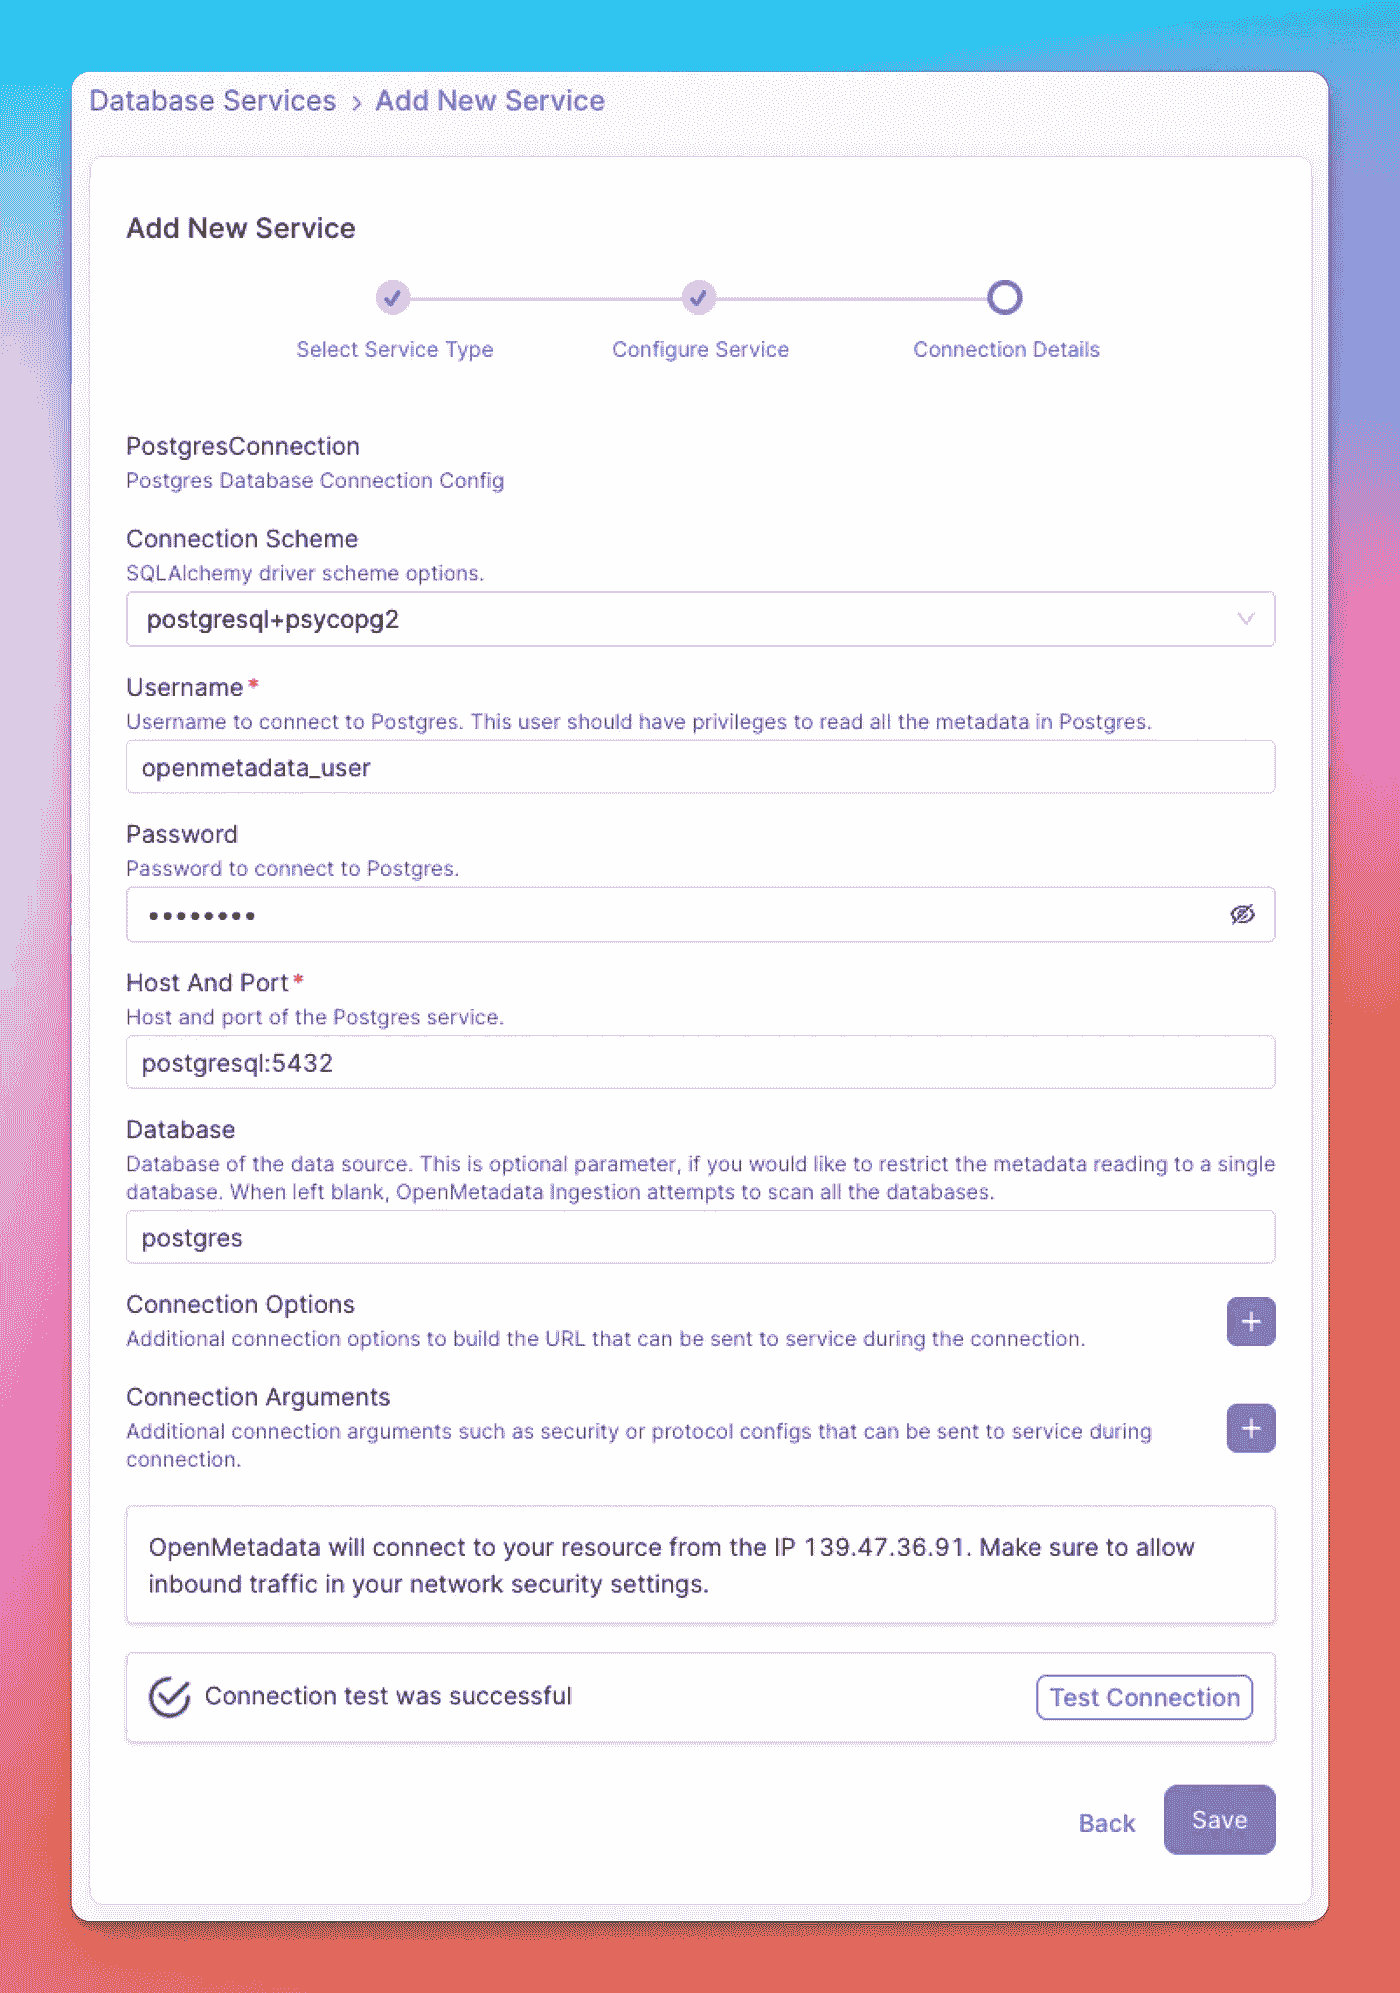 Database Services > Add New Service
Add New Service
Select Service Type
Configure Service
Connection Details
PostgresConnection
Postgres Database Connection Config
Connection Scheme
SQLAlchemy driver scheme options.
postgresql+psycopg2
Username*
Username to connect to Postgres. This user should have privileges to read all the metadata in Postgres.
openmetadata_user
Password
Password to connect to Postgres.
••••••••
Host And Port*
Host and port of the Postgres service.
postgresql:5432
Database
Database of the data source. This is optional parameter, if you would like to restrict the metadata reading to a single
database. When left blank, OpenMetadata Ingestion attempts to scan all the databases.
postgres
Connection Options
Additional connection options to build the URL that can be sent to service during the connection.
Connection Arguments
Additional connection arguments such as security or protocol configs that can be sent to service during
connection.
OpenMetadata will connect to your resource from the IP 139.47.36.91. Make sure to allow
inbound traffic in your network security settings.
Connection test was successful
Test Connection
Back
Save